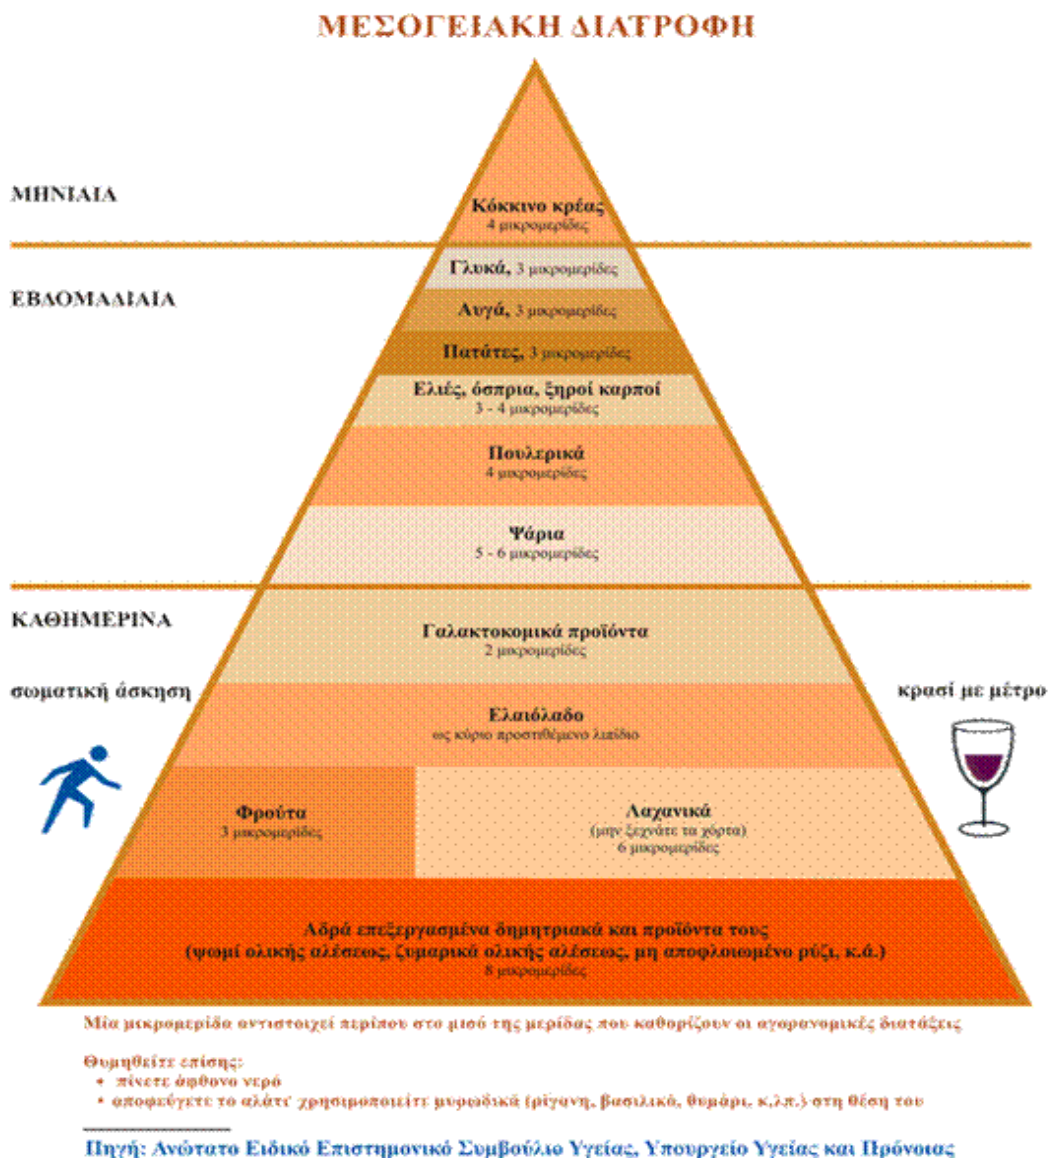 ΜΕΣΟΓΕΙΑΚΗ ΔΙΑΤΡΟΦΗ
ΜΗΝΙΑΙΑ
Κόκκινο κρέας
4 μικρομερίδες
Γλυκά, 3 μικρομερίδες
ΕΒΔΟΜΑΔΙΑΙΑ
Αυγά, 3 μικρομερίδες
Πατάτες, 3 μικρομερίδες
Ελιές, όσπρια, ξηροί καρποί
3 - 4 μικρομερίδες
Πουλερικά
4 μικρομερίδες
Ψάρια
5 - 6 μικρομερίδες
ΚΑΘΗΜΕΡΙΝΑ
Γαλακτοκομικά προϊόντα
2 μικρομερίδες
σωματική άσκηση
κρασί με μέτρο
Ελαιόλαδο
ως κύριο προστιθέμενο λιπίδιο
Φρούτα
3 μικρομερίδες
Λαχανικά
(μην ξεχνάτε τα χόρτα)
6 μικρομερίδες
Αδρά επεξεργασμένα δημητριακά και προϊόντα τους
(ψωμί ολικής αλέσεως, ζυμαρικά ολικής αλέσεως, μη αποφλοιωμένο ρύζι, κ.ά.)
8 μικρομερίδες
Μία μικρομερίδα αντιστοιχεί περίπου στο μισό της μερίδας που καθορίζουν οι αγορανομικές διατάξεις
Θυμηθείτε επίσης:
• πίνετε άφθονο νερό
• αποφεύγετε το αλάτι· χρησιμοποιείτε μυρωδικά (ρίγανη, βασιλικό, θυμάρι, κ.λπ.) στη θέση του
Πηγή: Ανώτατο Ειδικό Επιστημονικό Συμβούλιο Υγείας, Υπουργείο Υγείας και Πρόνοιας